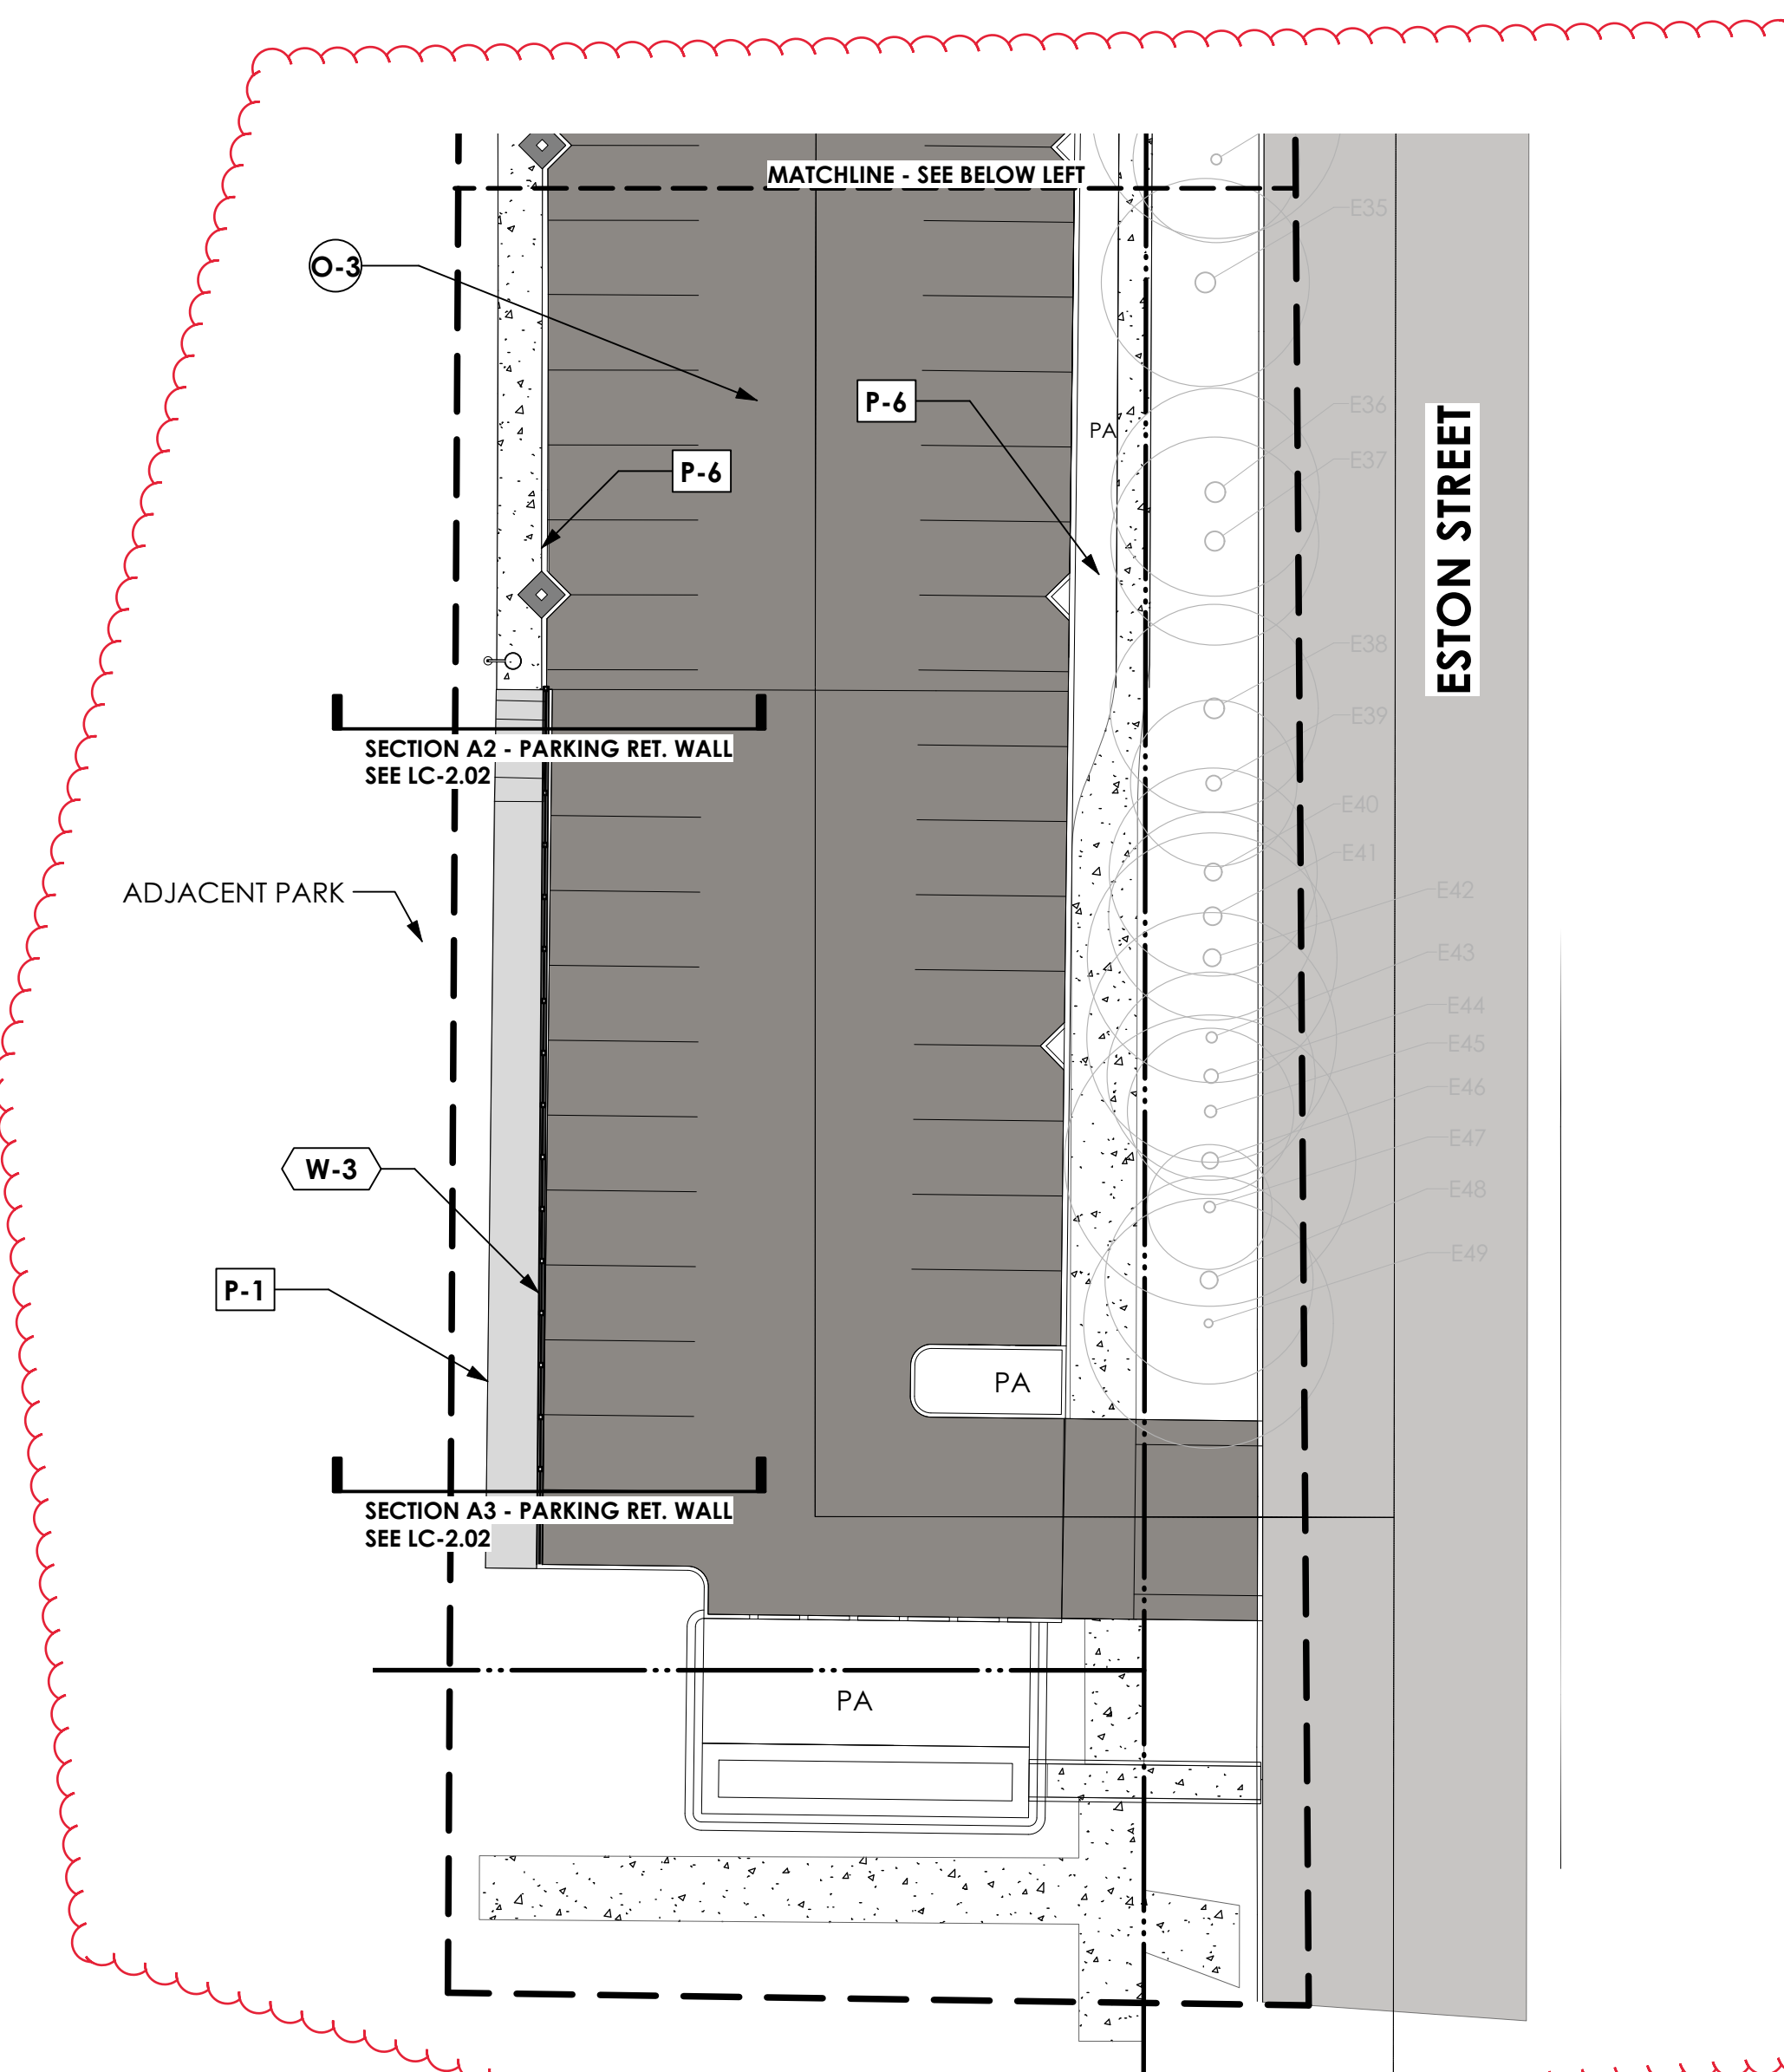 MATCHLINE - SEE BELOW LEFT
E35
O-3
P-6
E36
PA
P-6
E37
ESTON STREET
E38
E39
SECTION A2 - PARKING RET. WALL
SEE LC-2.02
E40
E41
ADJACENT PARK
E42
E43
E44
E45
E46
E47
W-3
E48
E49
P-1
PA
SECTION A3 - PARKING RET. WALL
SEE LC-2.02
PA